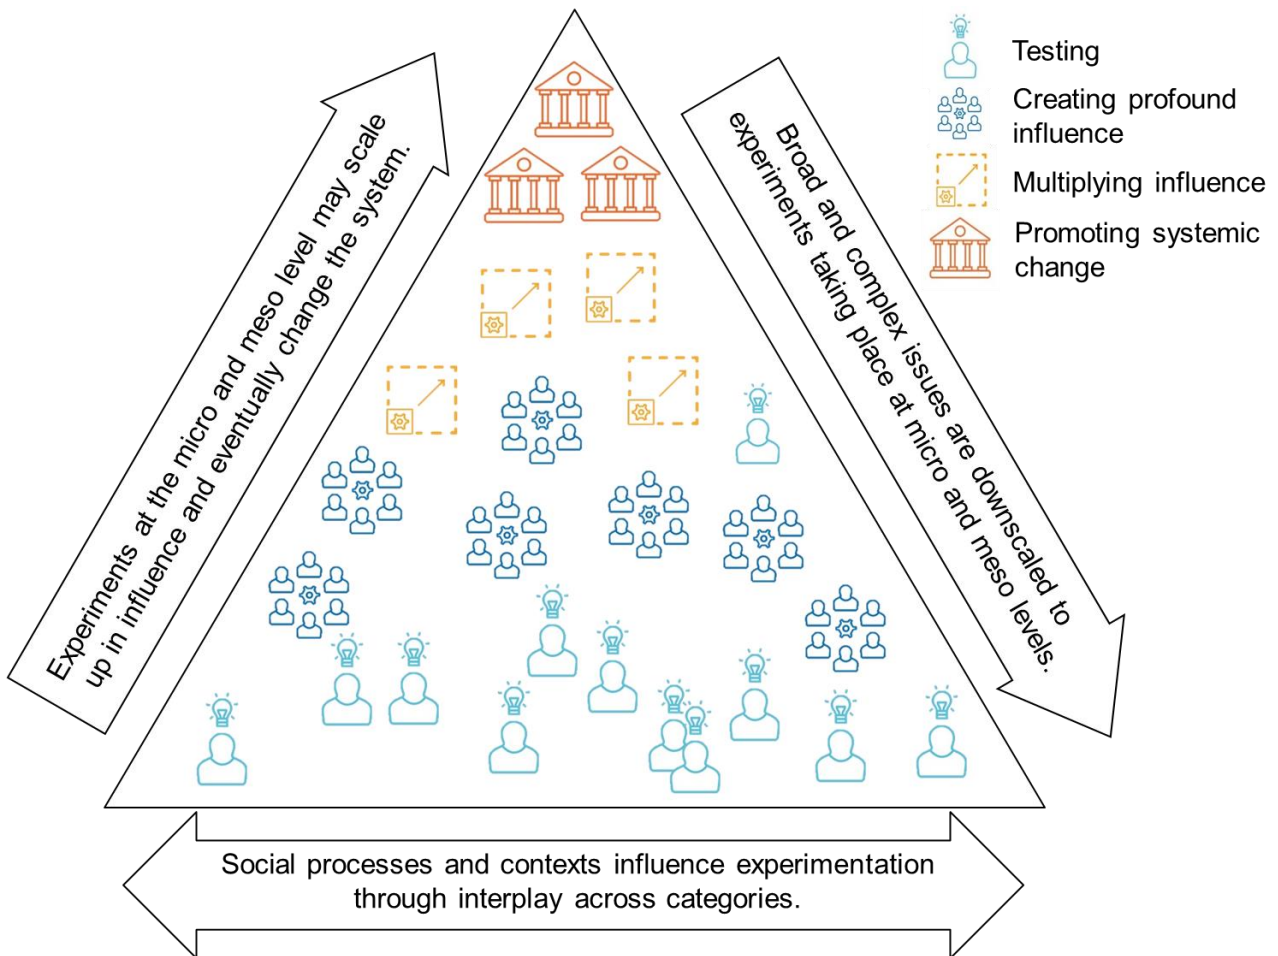 Experiments at the micro and meso level may scale
up in influence and eventually change the system.
Broad and complex issues are downscaled to
experiments taking place at micro and meso levels.
Testing
Creating profound
influence
Multiplying influence
Promoting systemic
change
Social processes and contexts influence experimentation
through interplay across categories.